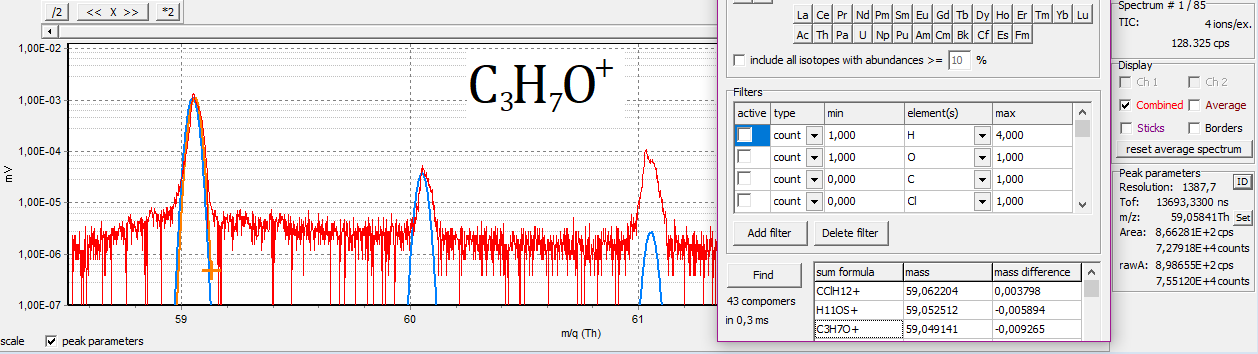 /2 << X >> *2
1,00E-02
1,00E-03
1,00E-04
1,00E-05
1,00E-06
1,00E-07
mV
59 60 61
m/q (Th)
C3H7O+
scale peak parameters
La Ce Pr Nd Pm Sm Eu Gd Tb Dy Ho Er Tm Yb Lu
Ac Th Pa U Np Pu Am Cm Bk Cf Es Fm
include all isotopes with abundances >= 10 %
Filters
active type min element(s) max
count 1,000 H 4,000
count 1,000 O 1,000
count 0,000 C 1,000
count 0,000 Cl 1,000
Add filter Delete filter
Find
43 compomers
in 0,3 ms
sum formula mass mass difference
CClH12+ 59,062204 0,003798
H11OS+ 59,052512 -0,005894
C3H7O+ 59,049141 -0,009265
Spectrum # 1 / 85
TIC: 4 ions/ex.
128.325 cps
Display
Ch 1 Ch 2
Combined Average
Sticks Borders
reset average spectrum
Peak parameters
Resolution: 1387,7 ID
Tof: 13693,3300 ns
m/z: 59,05841Th Set
Area: 8,66281E+2 cps
7,27918E+4 counts
rawA: 8,98655E+2 cps
7,55120E+4 counts